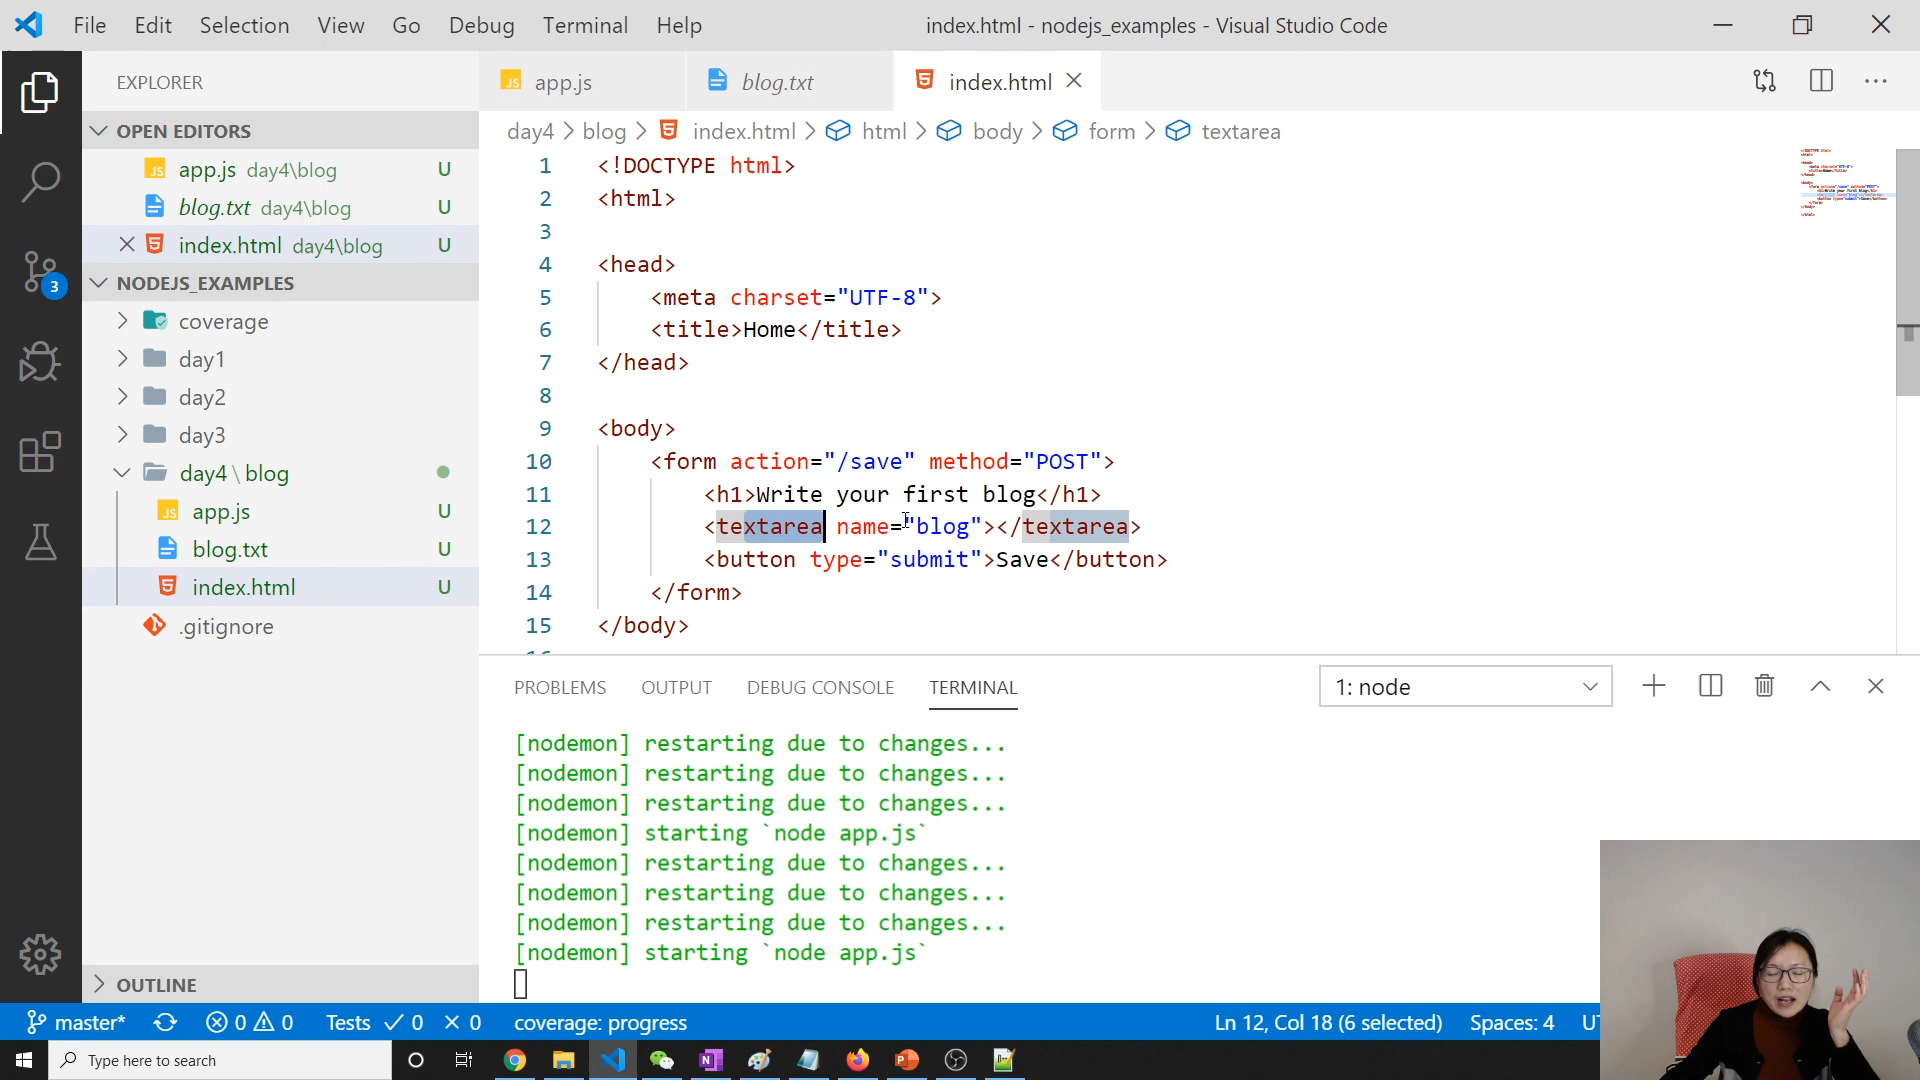 File Edit Selection View Go Debug Terminal Help
index.html - nodejs_examples - Visual Studio Code
EXPLORER
OPEN EDITORS
app.js day4\blog U
blog.txt day4\blog U
index.html day4\blog U
3
NODEJS_EXAMPLES
coverage
day1
day2
day3
day4 \ blog
app.js U
blog.txt U
index.html U
.gitignore
OUTLINE
app.js
blog.txt
index.html
day4 > blog > index.html > html > body > form > textarea
1 <!DOCTYPE html>
2 <html>
3
4 <head>
5 <meta charset="UTF-8">
6 <title>Home</title>
7 </head>
8
9 <body>
10 <form action="/save" method="POST">
11 <h1>Write your first blog</h1>
12 <textarea name="blog"></textarea>
13 <button type="submit">Save</button>
14 </form>
15 </body>
PROBLEMS OUTPUT DEBUG CONSOLE TERMINAL
1: node
[nodemon] restarting due to changes...
[nodemon] restarting due to changes...
[nodemon] restarting due to changes...
[nodemon] starting `node app.js`
[nodemon] restarting due to changes...
[nodemon] restarting due to changes...
[nodemon] restarting due to changes...
[nodemon] starting `node app.js`
master* 0 0 Tests 0 0 coverage: progress
Ln 12, Col 18 (6 selected) Spaces: 4
Type here to search